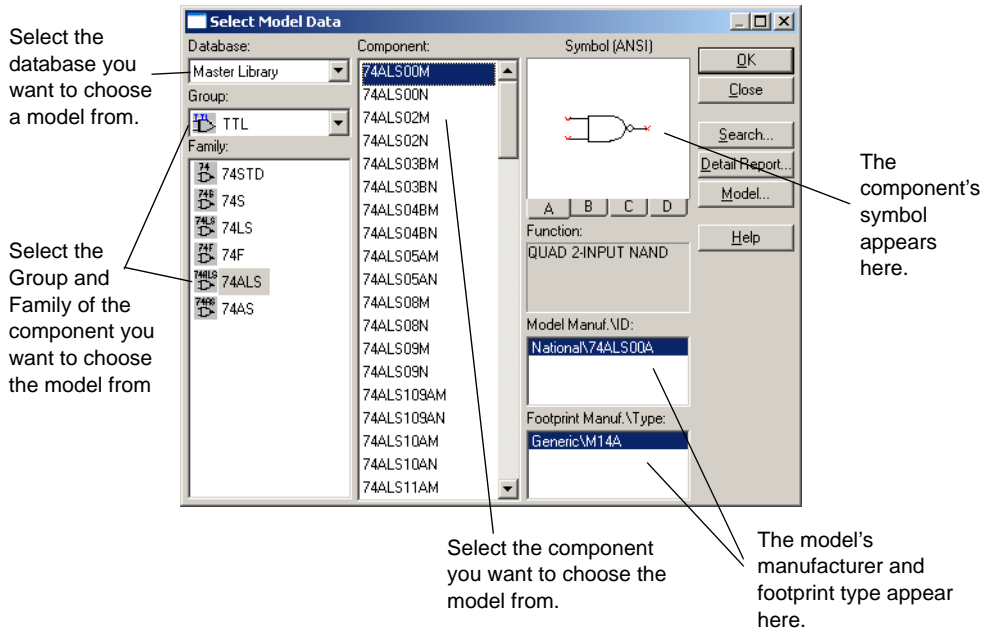 Select Model Data
Select the
database you
want to choose
a model from.
Database:
Master Library
Group:
TTL
Family:
74STD
74S
74LS
74F
74ALS
74AS
Select the
Group and
Family of the
component you
want to choose
the model from
Component:
74ALS00M
74ALS00N
74ALS02M
74ALS02N
74ALS03BM
74ALS03BN
74ALS04BM
74ALS04BN
74ALS05AM
74ALS05AN
74ALS08M
74ALS08N
74ALS09M
74ALS09N
74ALS109AM
74ALS109AN
74ALS10AM
74ALS10AN
74ALS11AM
Symbol (ANSI)
A B C D
Function:
QUAD 2-INPUT NAND
Model Manuf.\ID:
National\74ALS00A
Footprint Manuf.\Type:
Generic\M14A
OK
Close
Search...
Detail Report...
Model...
Help
The
component's
symbol
appears
here.
Select the component
you want to choose the
model from.
The model's
manufacturer and
footprint type appear
here.